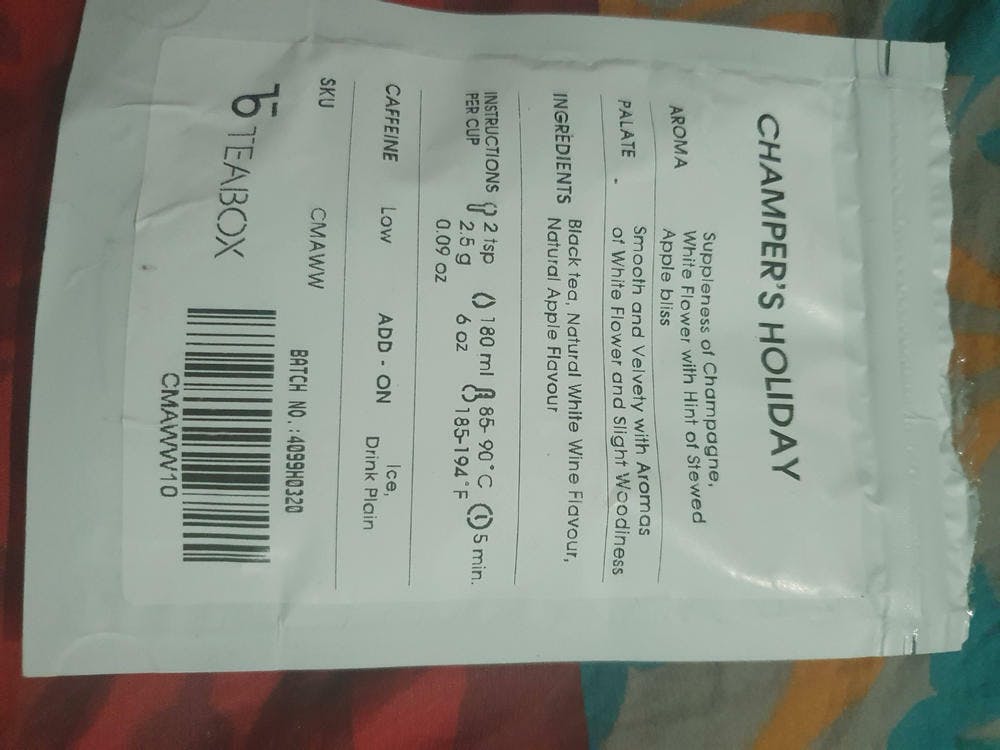 CHAMPER'S HOLIDAY
AROMA Suppleness of Champagne,
White Flower with Hint of Stewed
Apple bliss
PALATE Smooth and Velvety with Aromas
of White Flower and Slight Woodiness
INGREDIENTS Black tea, Natural White Wine Flavour,
Natural Apple Flavour
INSTRUCTIONS 2 tsp 180 ml 85-90°C 5 min.
PER CUP 2.5 g 6 oz 185-194°F
0.09 oz
CAFFEINE Low ADD-ON Ice,
Drink Plain
SKU CMAWW BATCH NO.:4099H0320
TEABOX CMAWW10